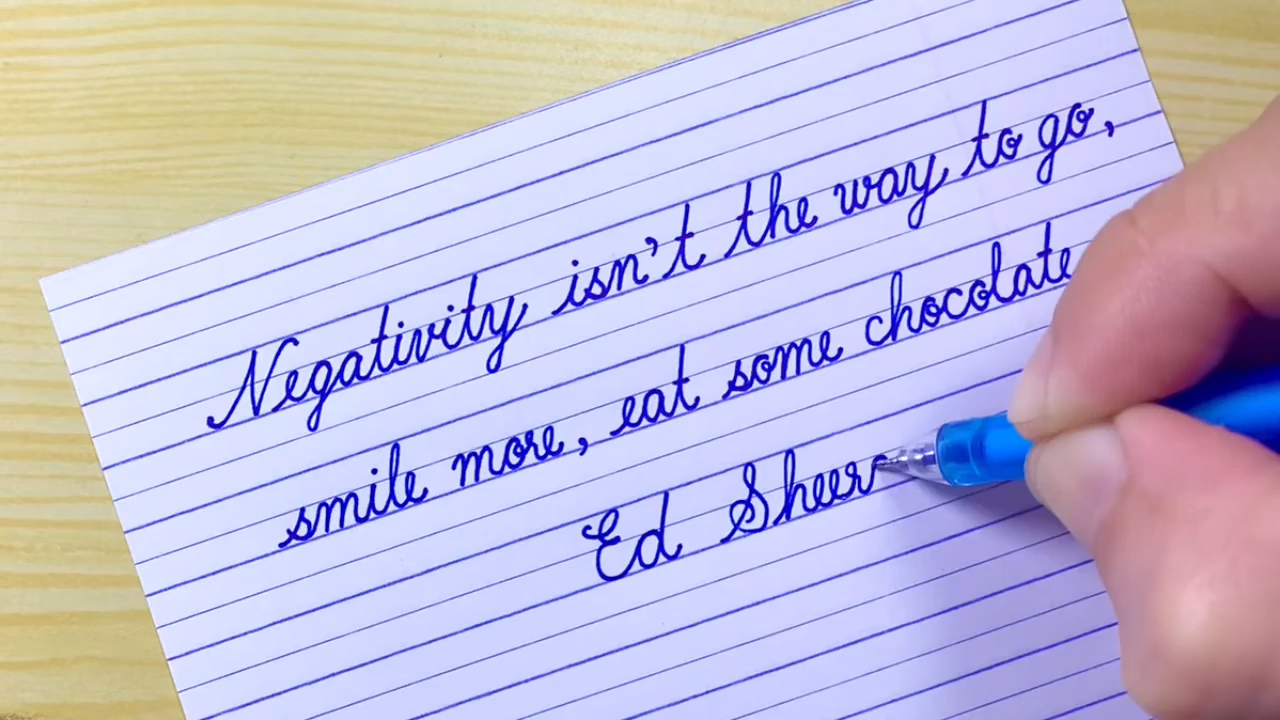 Negativity isn't the way to go,
smile more, eat some chocolate
Ed Sheer